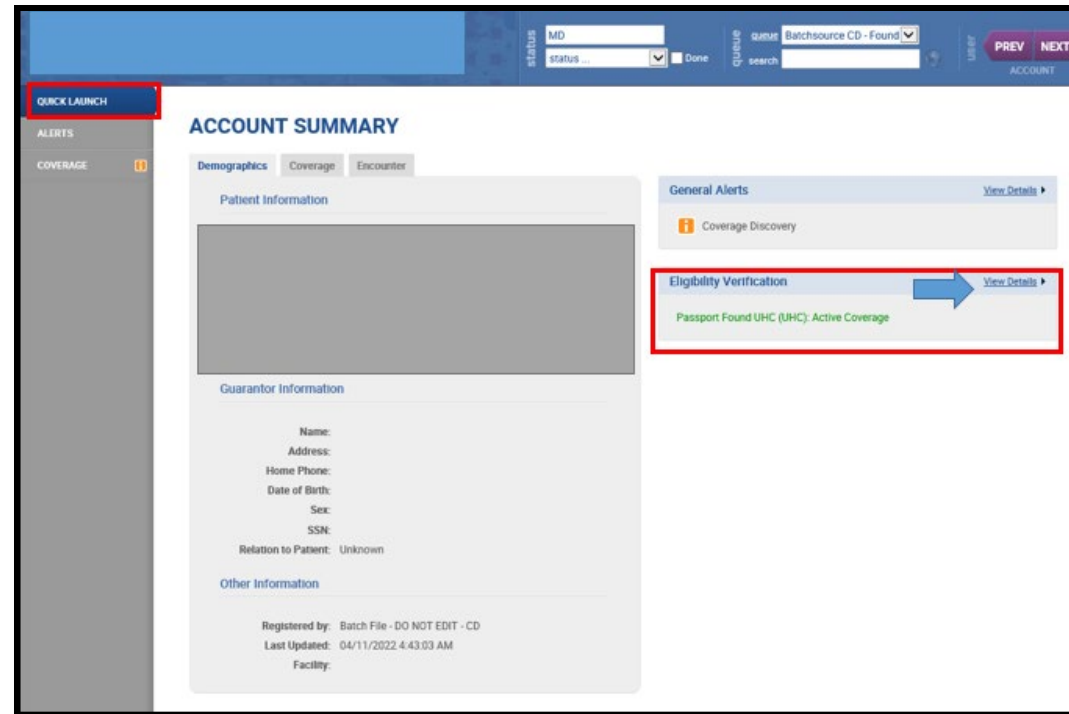 status
MD
status ...
Done
queue
queue Batchsource CD - Found
search
user
PREV NEXT
ACCOUNT
QUICK LAUNCH
ALERTS
COVERAGE
ACCOUNT SUMMARY
Demographics Coverage Encounter
Patient Information
General Alerts View Details
Coverage Discovery
Eligibility Verification View Details
Passport Found UHC (UHC): Active Coverage
Guarantor Information
Name:
Address:
Home Phone:
Date of Birth:
Sex:
SSN:
Relation to Patient: Unknown
Other Information
Registered by: Batch File - DO NOT EDIT - CD
Last Updated: 04/11/2022 4:43:03 AM
Facility: